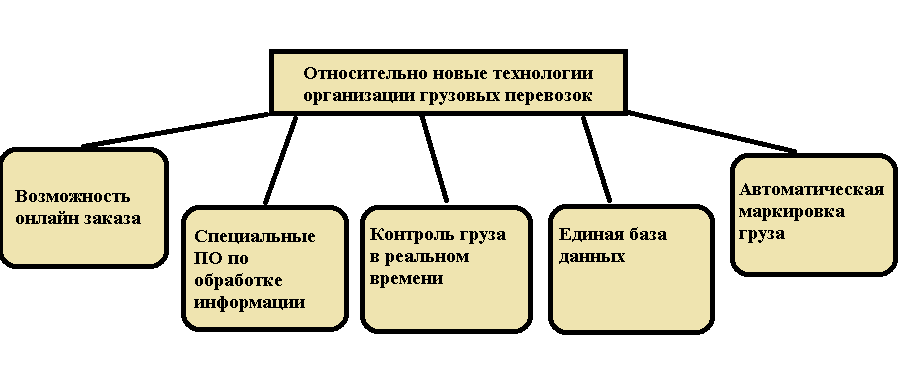 Относительно новые технологии
организации грузовых перевозок
Возможность
онлайн заказа
Специальные
ПО по
обработке
информации
Контроль груза
в реальном
времени
Единая база
данных
Автоматическая
маркировка
груза